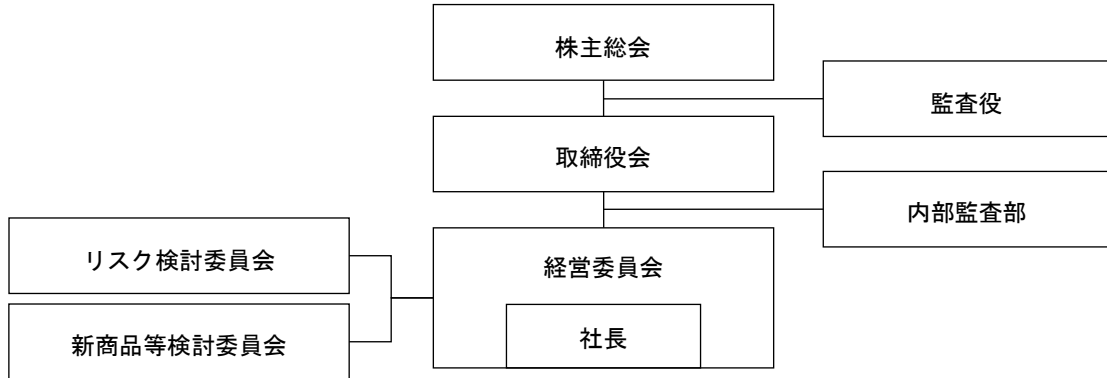 株主総会
監査役
取締役会
内部監査部
リスク検討委員会
経営委員会
新商品等検討委員会
社長